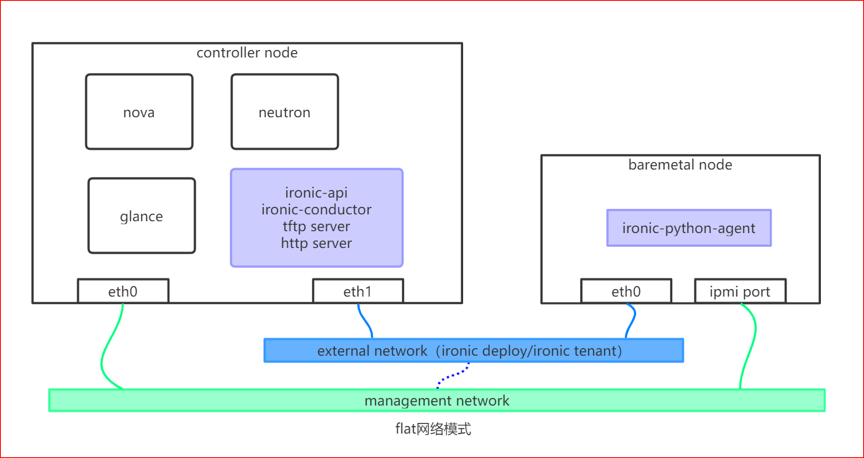 controller node
nova
neutron
glance
ironic-api
ironic-conductor
tftp server
http server
eth0
eth1
baremetal node
ironic-python-agent
eth0
ipmi port
external network（ironic deploy/ironic tenant）
management network
flat网络模式